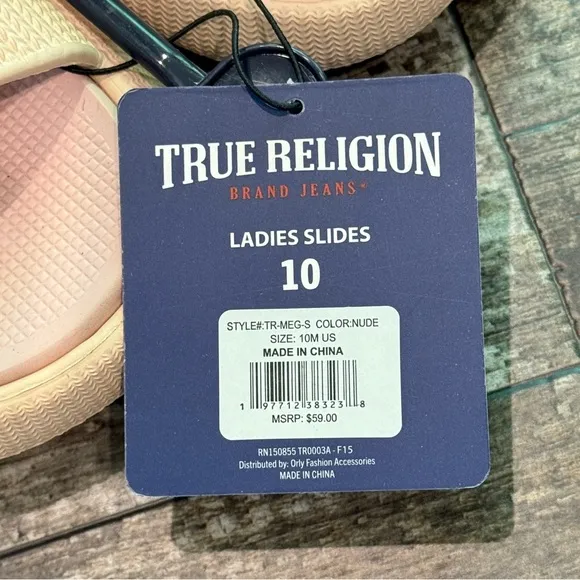 TRUE RELIGION
BRAND JEANS®
LADIES SLIDES
10
STYLE#:TR-MEG-S COLOR:NUDE
SIZE: 10M US
MADE IN CHINA
1 97712 38323 8
MSRP: $59.00
RN150855 TR0003A - F15
Distributed by: Orly Fashion Accessories
MADE IN CHINA